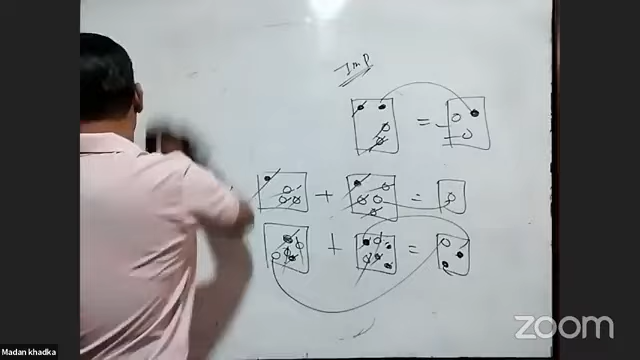 Imp
=
+ =
+ =
zoom
Madan khadka